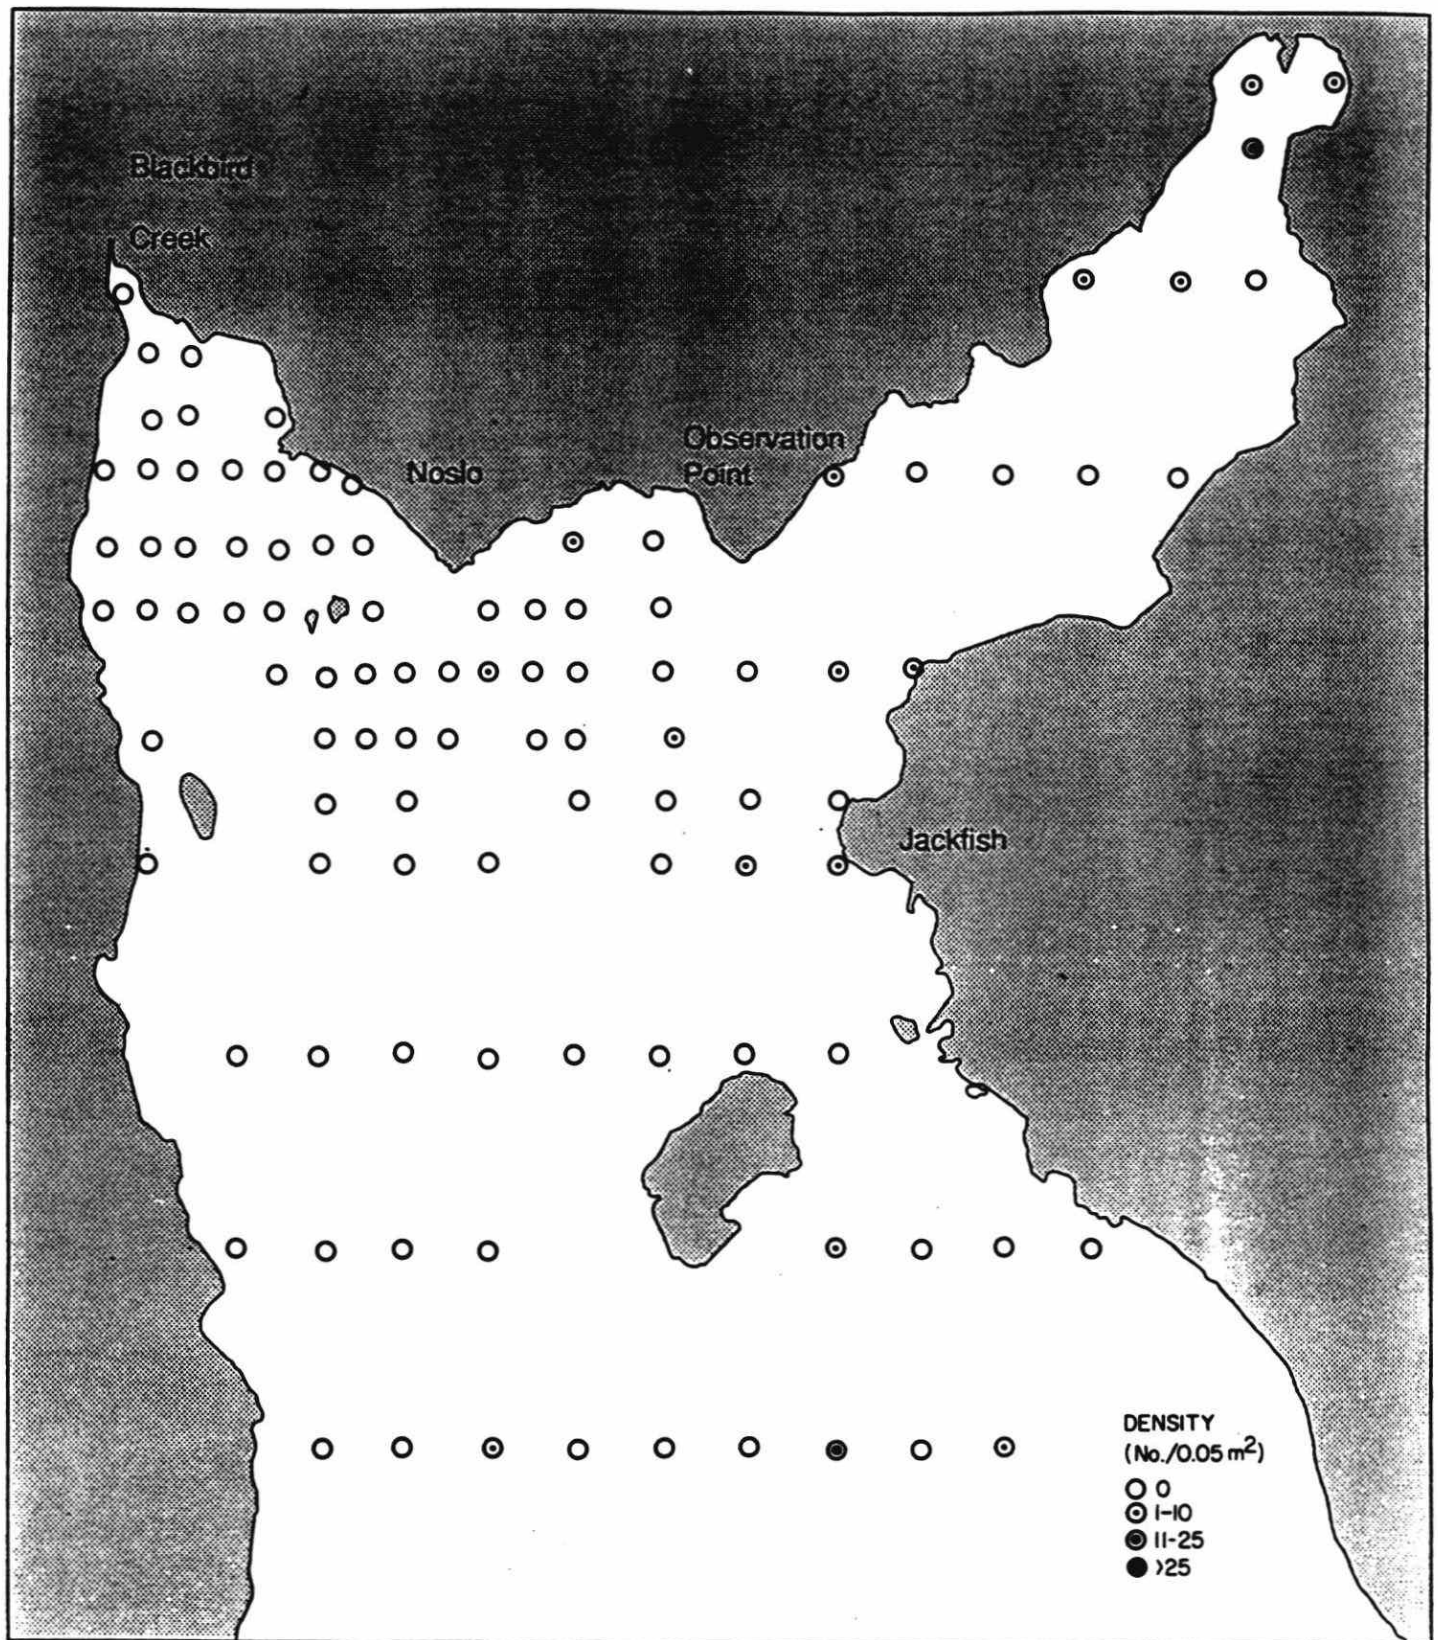 Blackbird
Creek
Noslo
Observation
Point
Jackfish
DENSITY
(No./0.05 m²)
0
1-10
11-25
>25